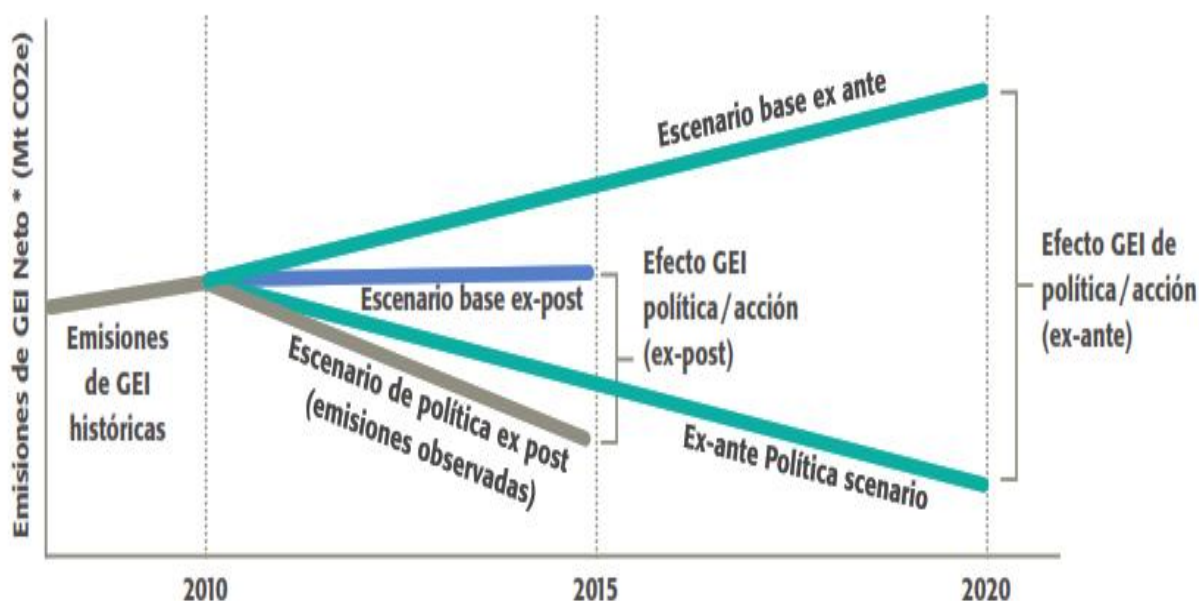 Emisiones de GEI Neto * (Mt CO2e)
Escenario base ex ante
Efecto GEI
política/acción
(ex-post)
Efecto GEI de
política/acción
(ex-ante)
Escenario base ex-post
Emisiones
de GEI
históricas
Escenario de política ex post
(emisiones observadas)
Ex-ante Política scenario
2010
2015
2020